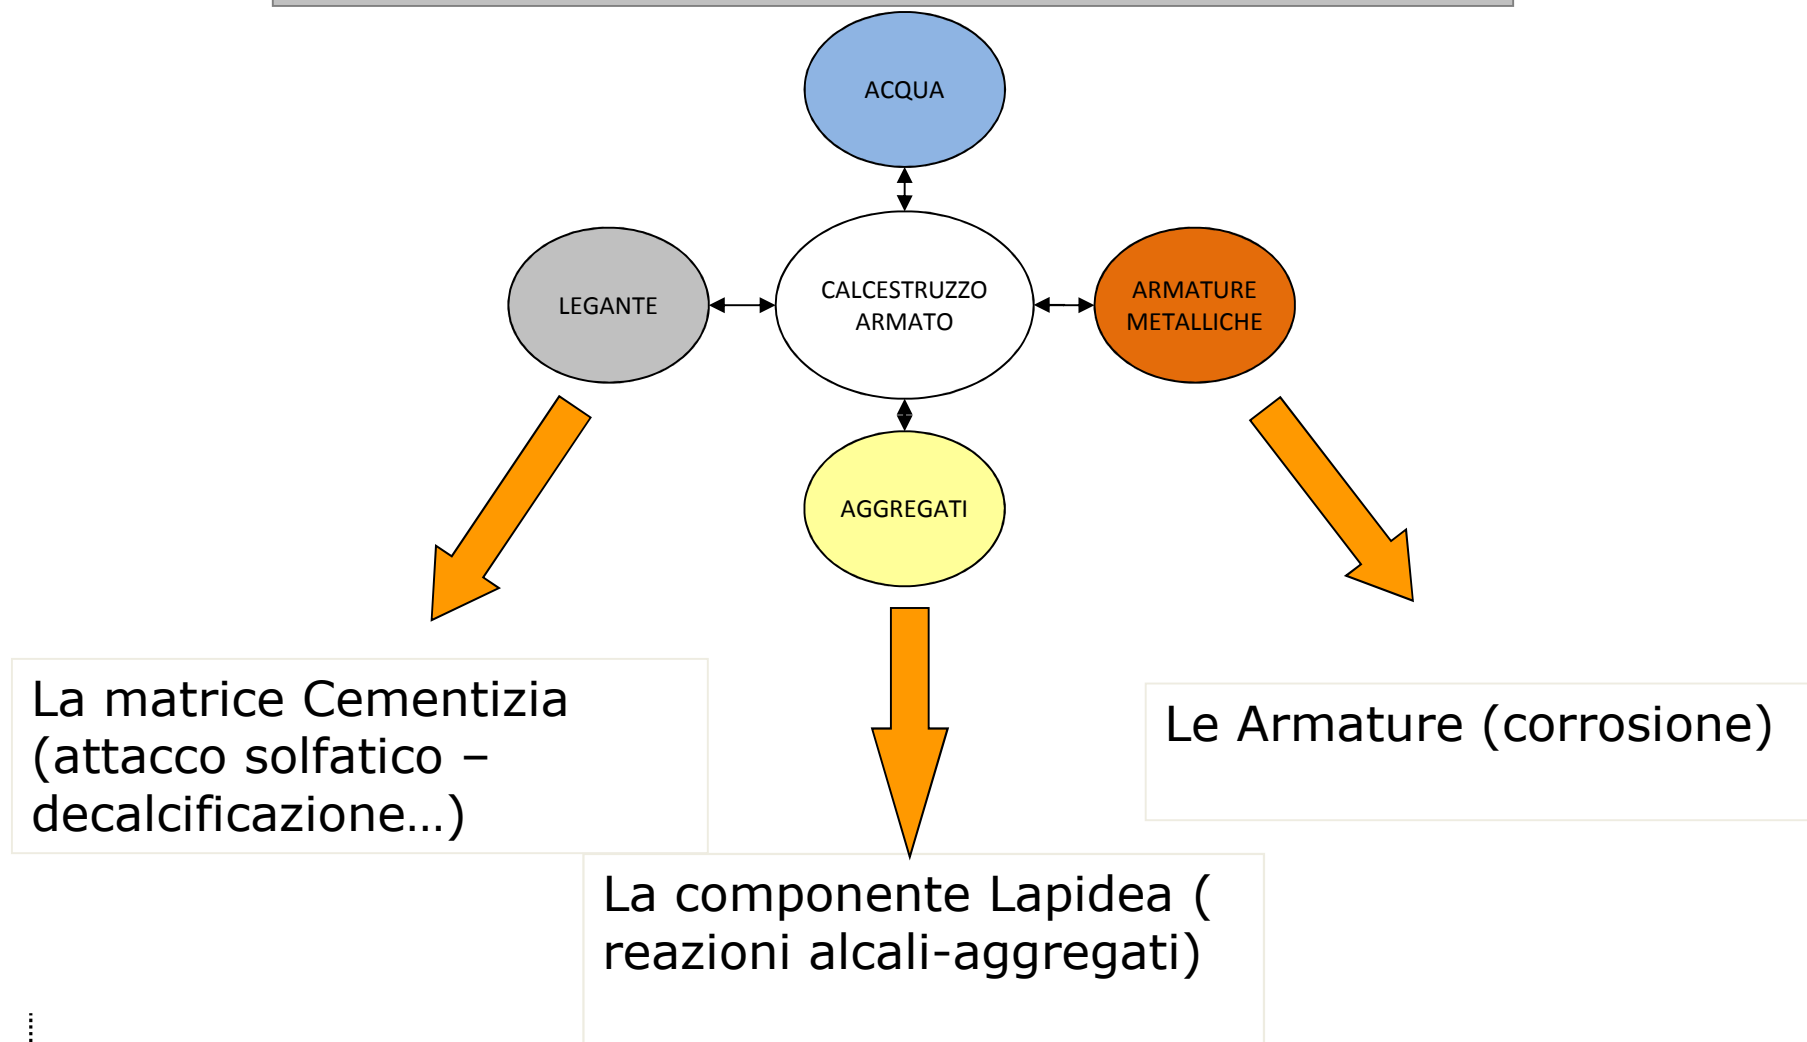 ACQUA
LEGANTE
CALCESTRUZZO
ARMATO
ARMATURE
METALLICHE
AGGREGATI
La matrice Cementizia
(attacco solfatico –
decalcificazione…)
Le Armature (corrosione)
La componente Lapidea (
reazioni alcali-aggregati)